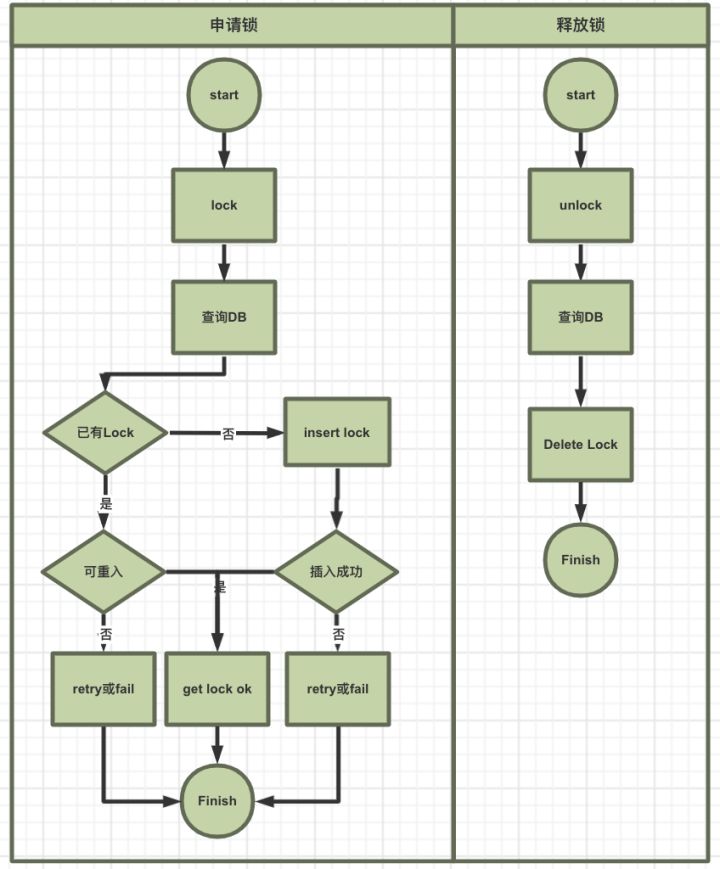 申请锁
释放锁
start
start
lock
unlock
查询DB
查询DB
已有Lock
否
insert lock
Delete Lock
是
可重入
是
插入成功
Finish
否
否
retry或fail
get lock ok
retry或fail
Finish